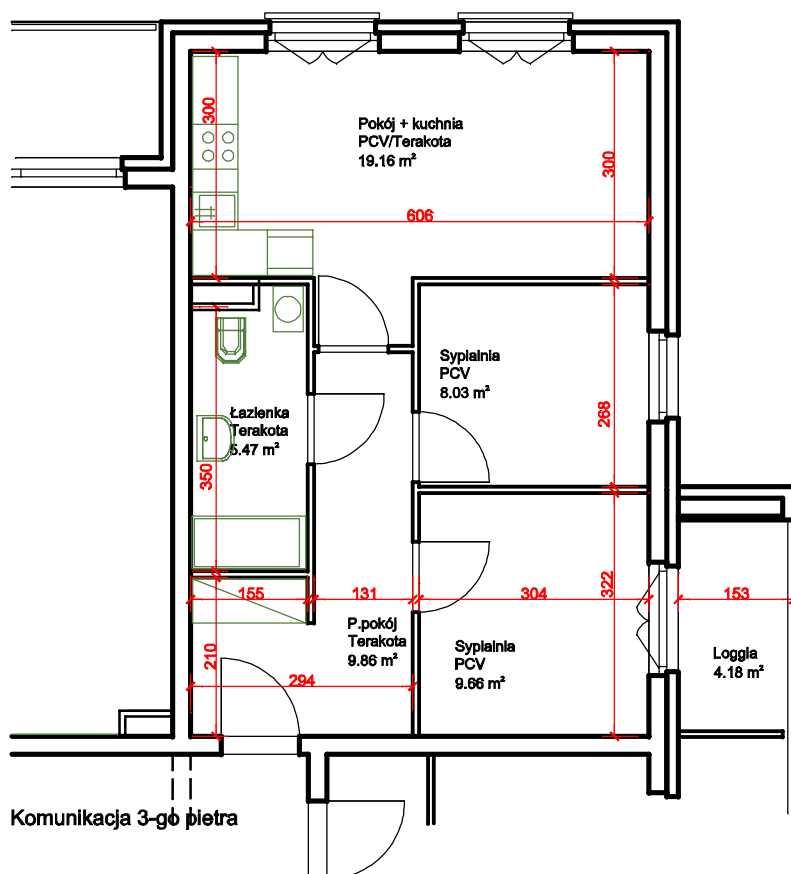 300
Pokój + kuchnia
PCV/Terakota
19.16 m²
300
606
Sypialnia
PCV
8.03 m²
268
Łazienka
Terakota
5.47 m²
350
155
131
304
322
153
P.pokój
Terakota
9.86 m²
210
294
Sypialnia
PCV
9.66 m²
Loggia
4.18 m²
Komunikacja 3-go pietra